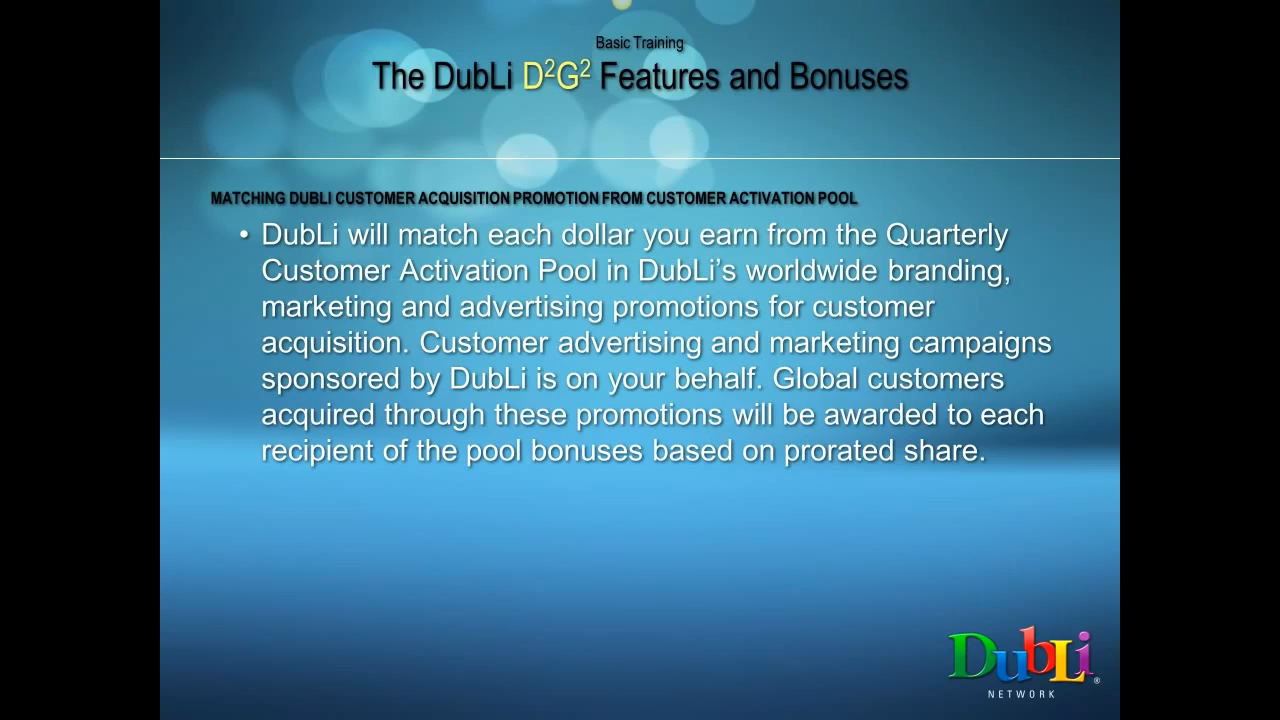 Basic Training
The DubLi D²G² Features and Bonuses
MATCHING DUBLI CUSTOMER ACQUISITION PROMOTION FROM CUSTOMER ACTIVATION POOL
• DubLi will match each dollar you earn from the Quarterly
Customer Activation Pool in DubLi’s worldwide branding,
marketing and advertising promotions for customer
acquisition. Customer advertising and marketing campaigns
sponsored by DubLi is on your behalf. Global customers
acquired through these promotions will be awarded to each
recipient of the pool bonuses based on prorated share.
DubLi®
NETWORK